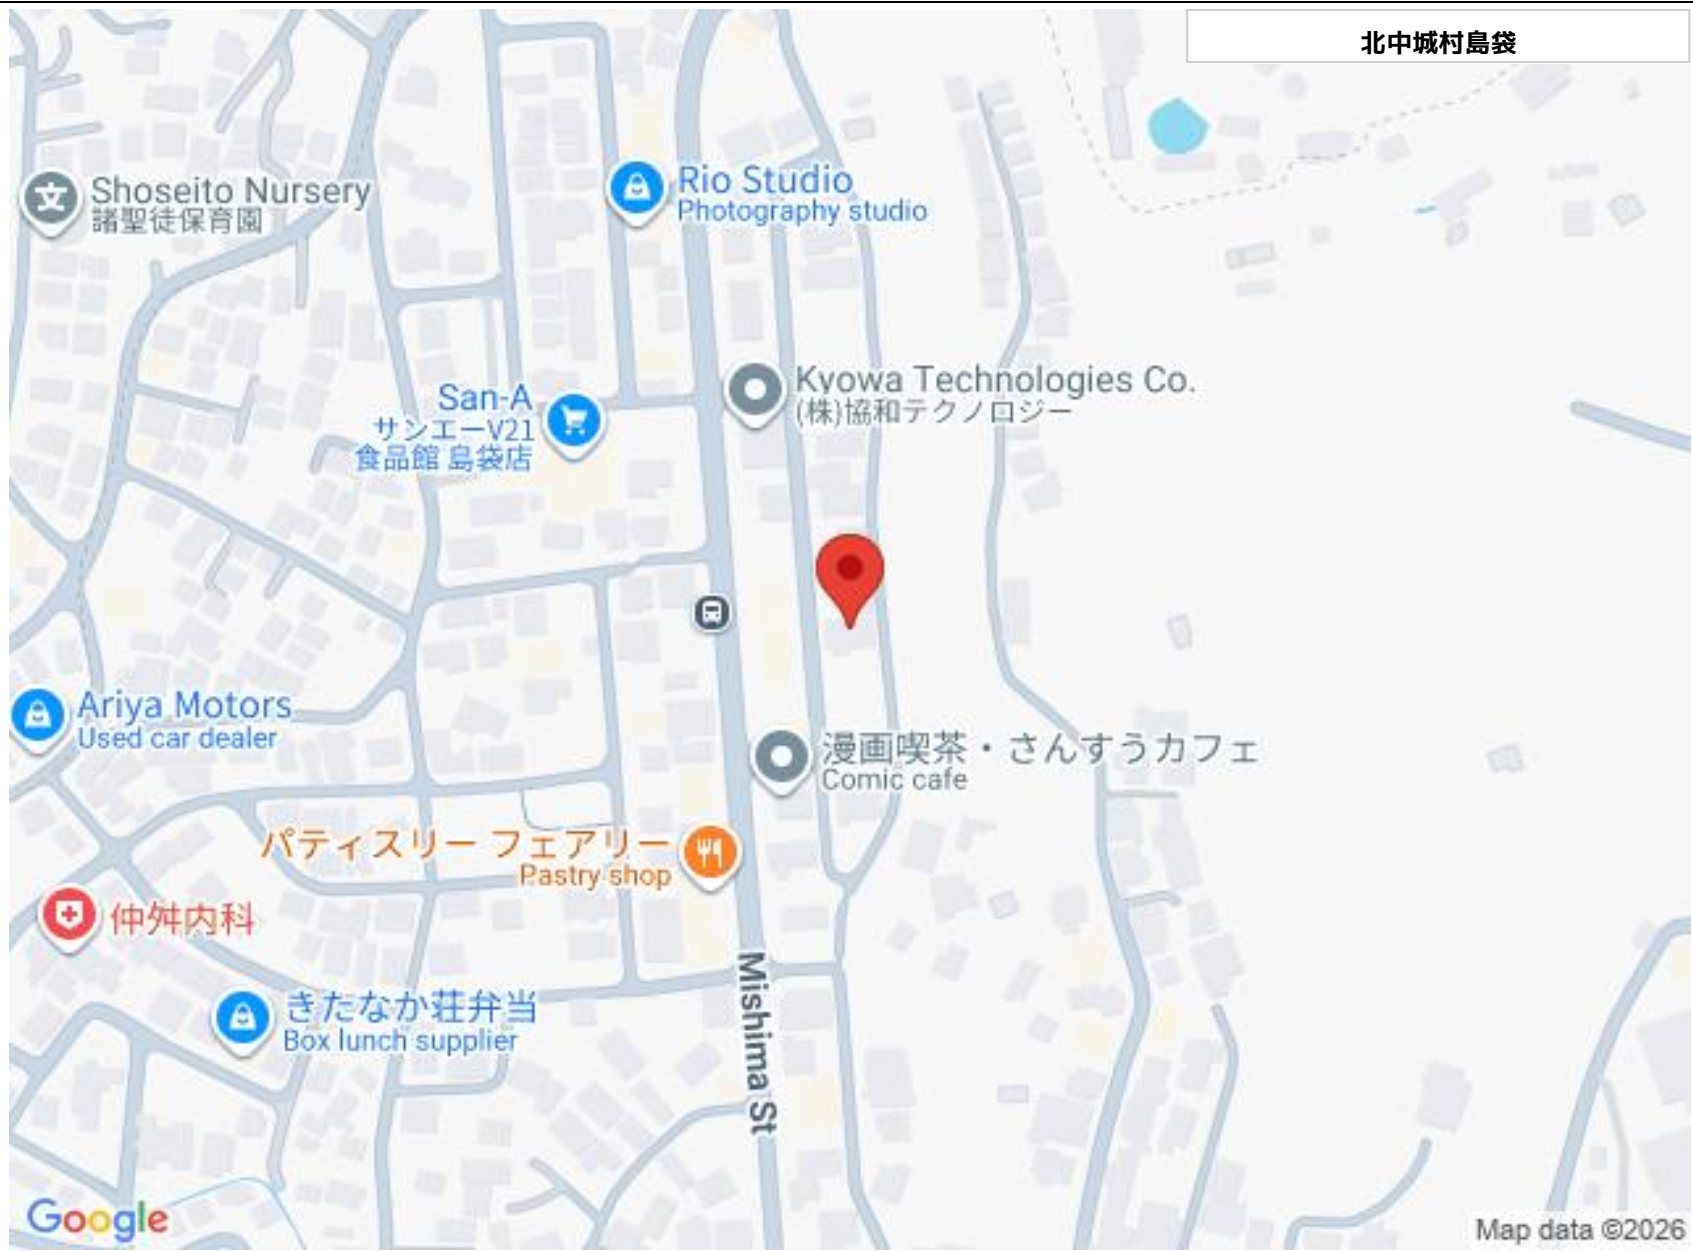 北中城村島袋
Rio Studio
Photography studio
Shoseito Nursery
諸聖徒保育園
Kyowa Technologies Co.
(株)協和テクノロジー
San-A
サンエーV21
食品館 島袋店
Ariya Motors
Used car dealer
漫画喫茶・さんすうカフェ
Comic cafe
パティスリー フェアリー
Pastry shop
仲舛内科
きたなか荘弁当
Box lunch supplier
Mishima St
Google
Map data ©2026